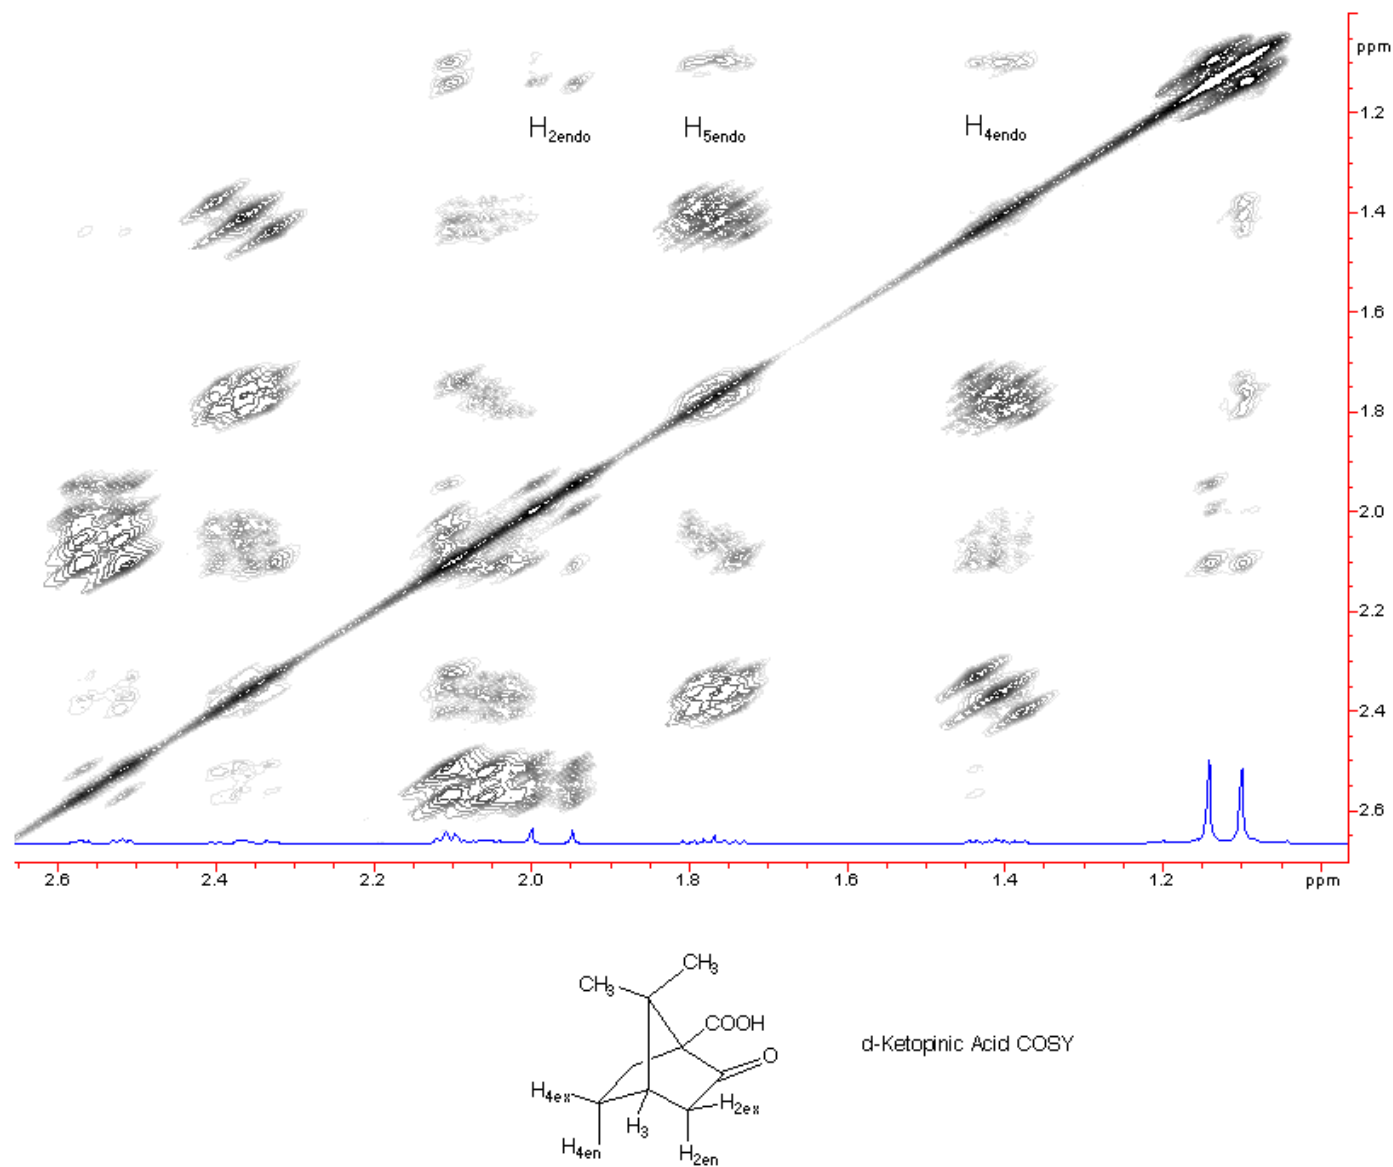 ppm
1.2
H2endo H5endo H4endo
1.4
1.6
1.8
2.0
2.2
2.4
2.6
2.6 2.4 2.2 2.0 1.8 1.6 1.4 1.2 ppm
CH3
CH3
COOH
O
d-Ketopinic Acid COSY
H4ex
H2ex
H3
H4en
H2en